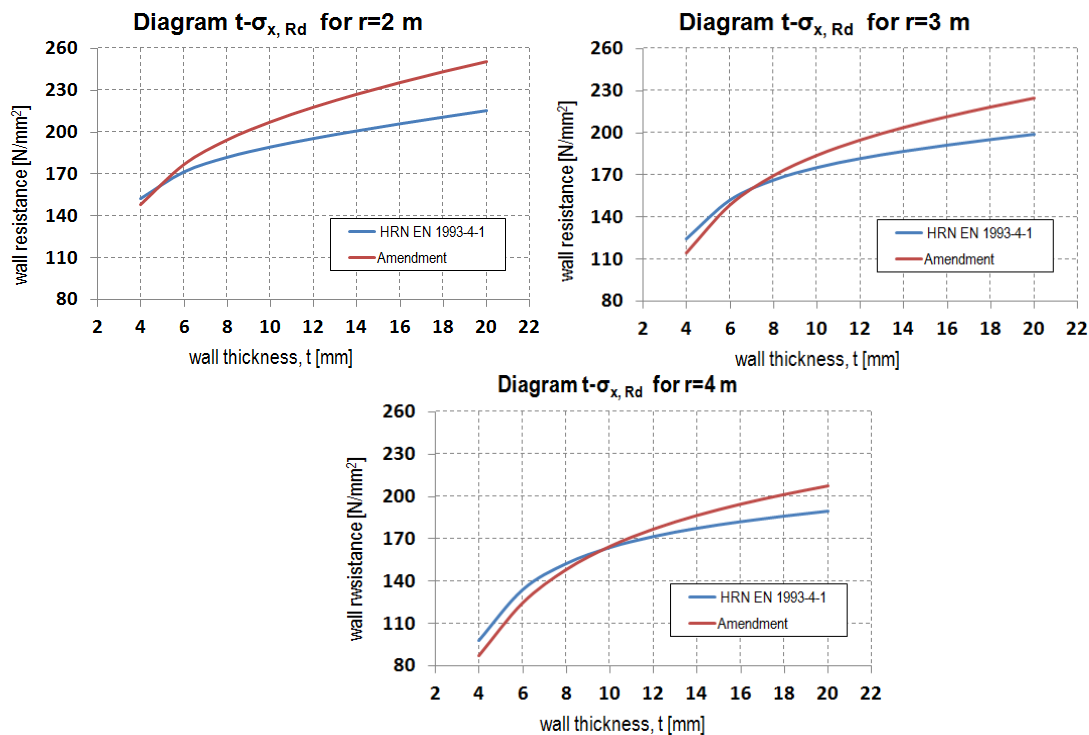 Diagram t-σx, Rd for r=2 m
260
230
200
170
140
110
80
wall resistance [N/mm²]
HRN EN 1993-4-1
Amendment
2 4 6 8 10 12 14 16 18 20 22
wall thickness, t [mm]
Diagram t-σx, Rd for r=3 m
260
230
200
170
140
110
80
wall resistance [N/mm²]
HRN EN 1993-4-1
Amendment
2 4 6 8 10 12 14 16 18 20 22
wall thickness, t [mm]
Diagram t-σx, Rd for r=4 m
260
230
200
170
140
110
80
wall rwsistance [N/mm²]
HRN EN 1993-4-1
Amendment
2 4 6 8 10 12 14 16 18 20 22
wall thickness, t [mm]